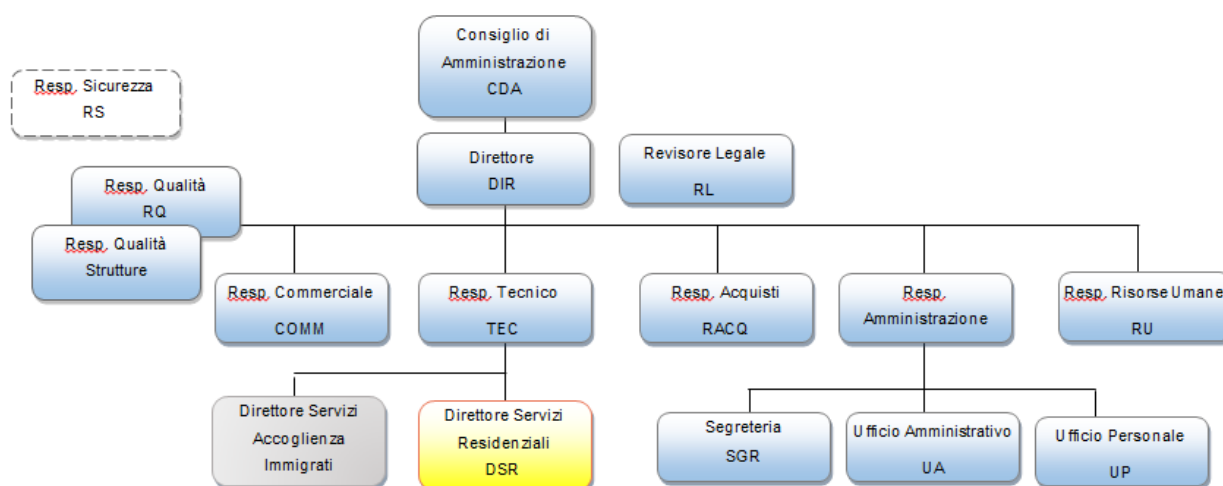 Consiglio di
Amministrazione
CDA
Resp. Sicurezza
RS
Direttore
DIR
Revisore Legale
RL
Resp. Qualità
RQ
Resp. Qualità
Strutture
Resp. Commerciale
COMM
Resp. Tecnico
TEC
Resp. Acquisti
RACQ
Resp.
Amministrazione
Resp. Risorse Umane
RU
Direttore Servizi
Accoglienza
Immigrati
Direttore Servizi
Residenziali
DSR
Segreteria
SGR
Ufficio Amministrativo
UA
Ufficio Personale
UP